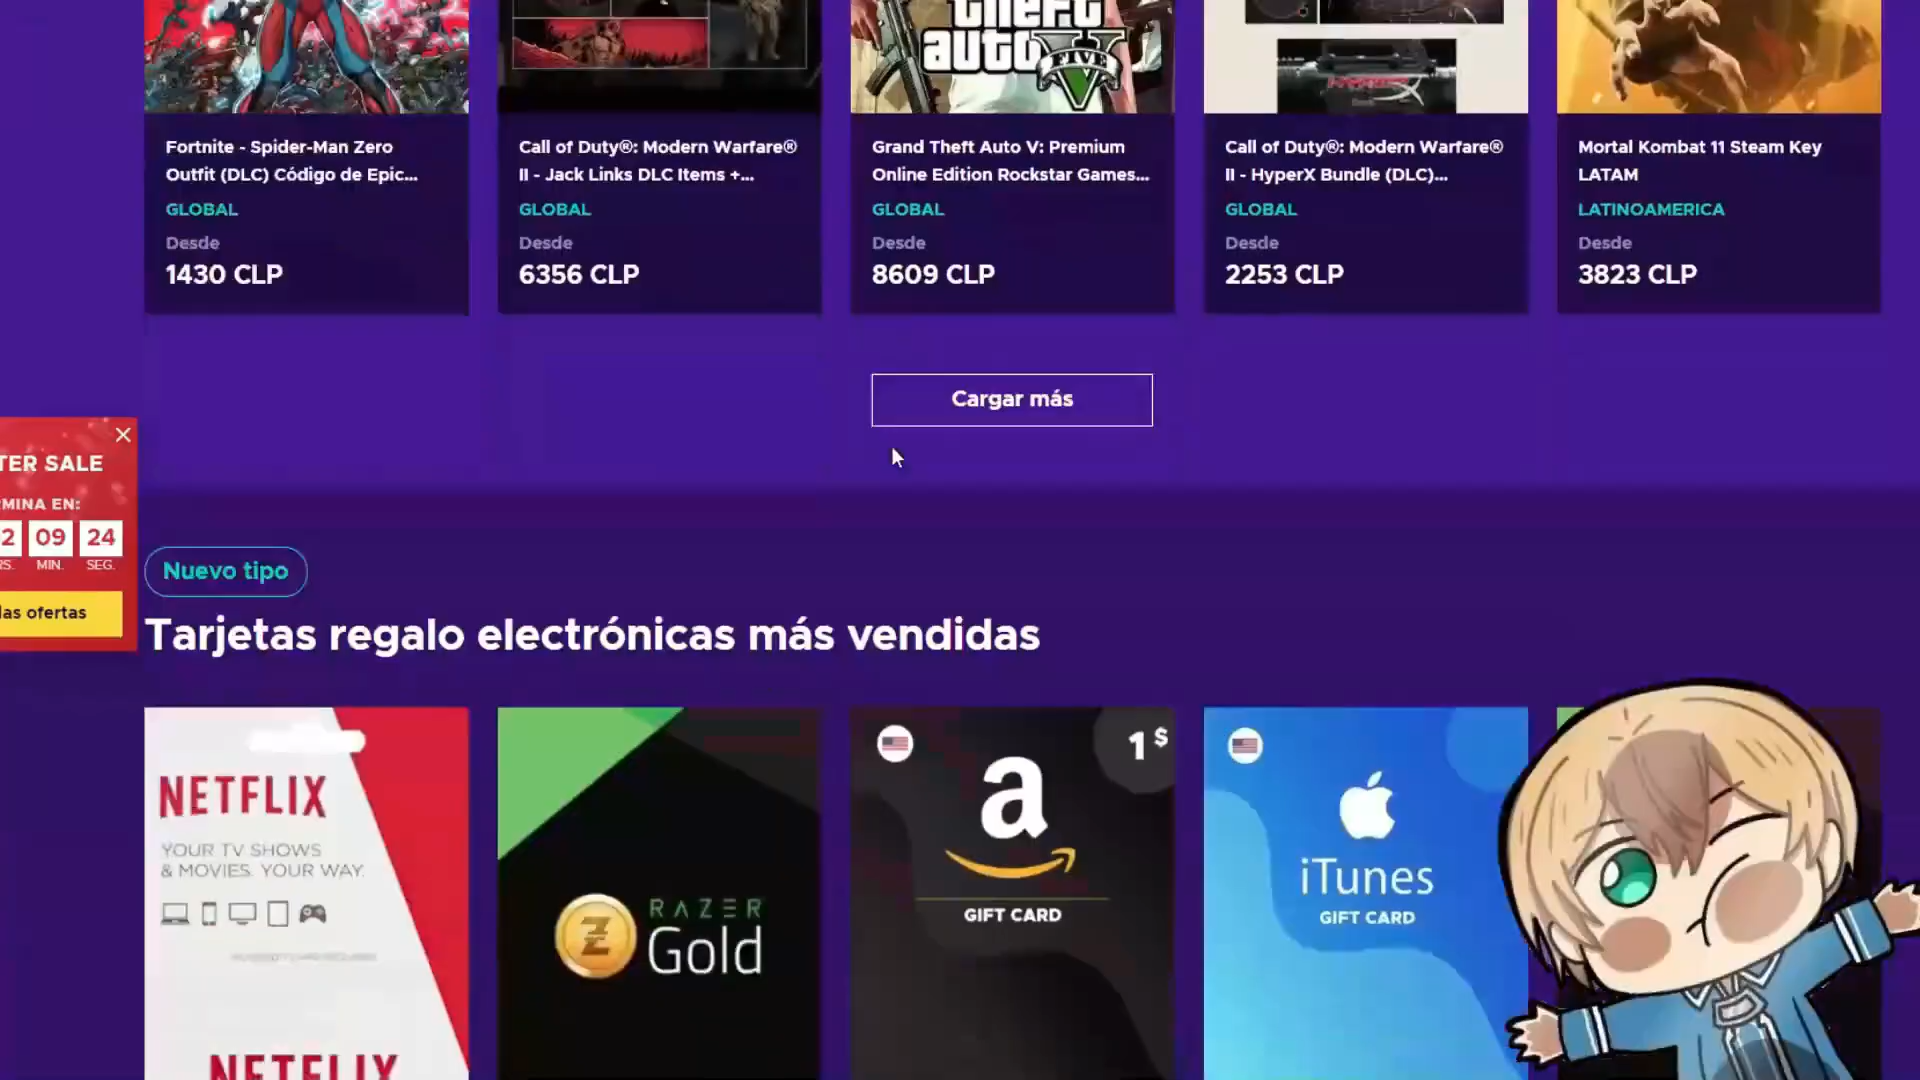 theft
auto V
FIVE
HYPERX
Fortnite - Spider-Man Zero
Outfit (DLC) Código de Epic...
GLOBAL
Desde
1430 CLP
Call of Duty®: Modern Warfare®
II - Jack Links DLC Items +...
GLOBAL
Desde
6356 CLP
Grand Theft Auto V: Premium
Online Edition Rockstar Games...
GLOBAL
Desde
8609 CLP
Call of Duty®: Modern Warfare®
II - HyperX Bundle (DLC)...
GLOBAL
Desde
2253 CLP
Mortal Kombat 11 Steam Key
LATAM
LATINOAMERICA
Desde
3823 CLP
Cargar más
TER SALE
MINA EN:
2 09 24
RS. MIN. SEG.
las ofertas
Nuevo tipo
Tarjetas regalo electrónicas más vendidas
NETFLIX
YOUR TV SHOWS
& MOVIES. YOUR WAY.
NETFLIX
RAZER
Gold
1$
a
GIFT CARD
iTunes
GIFT CARD